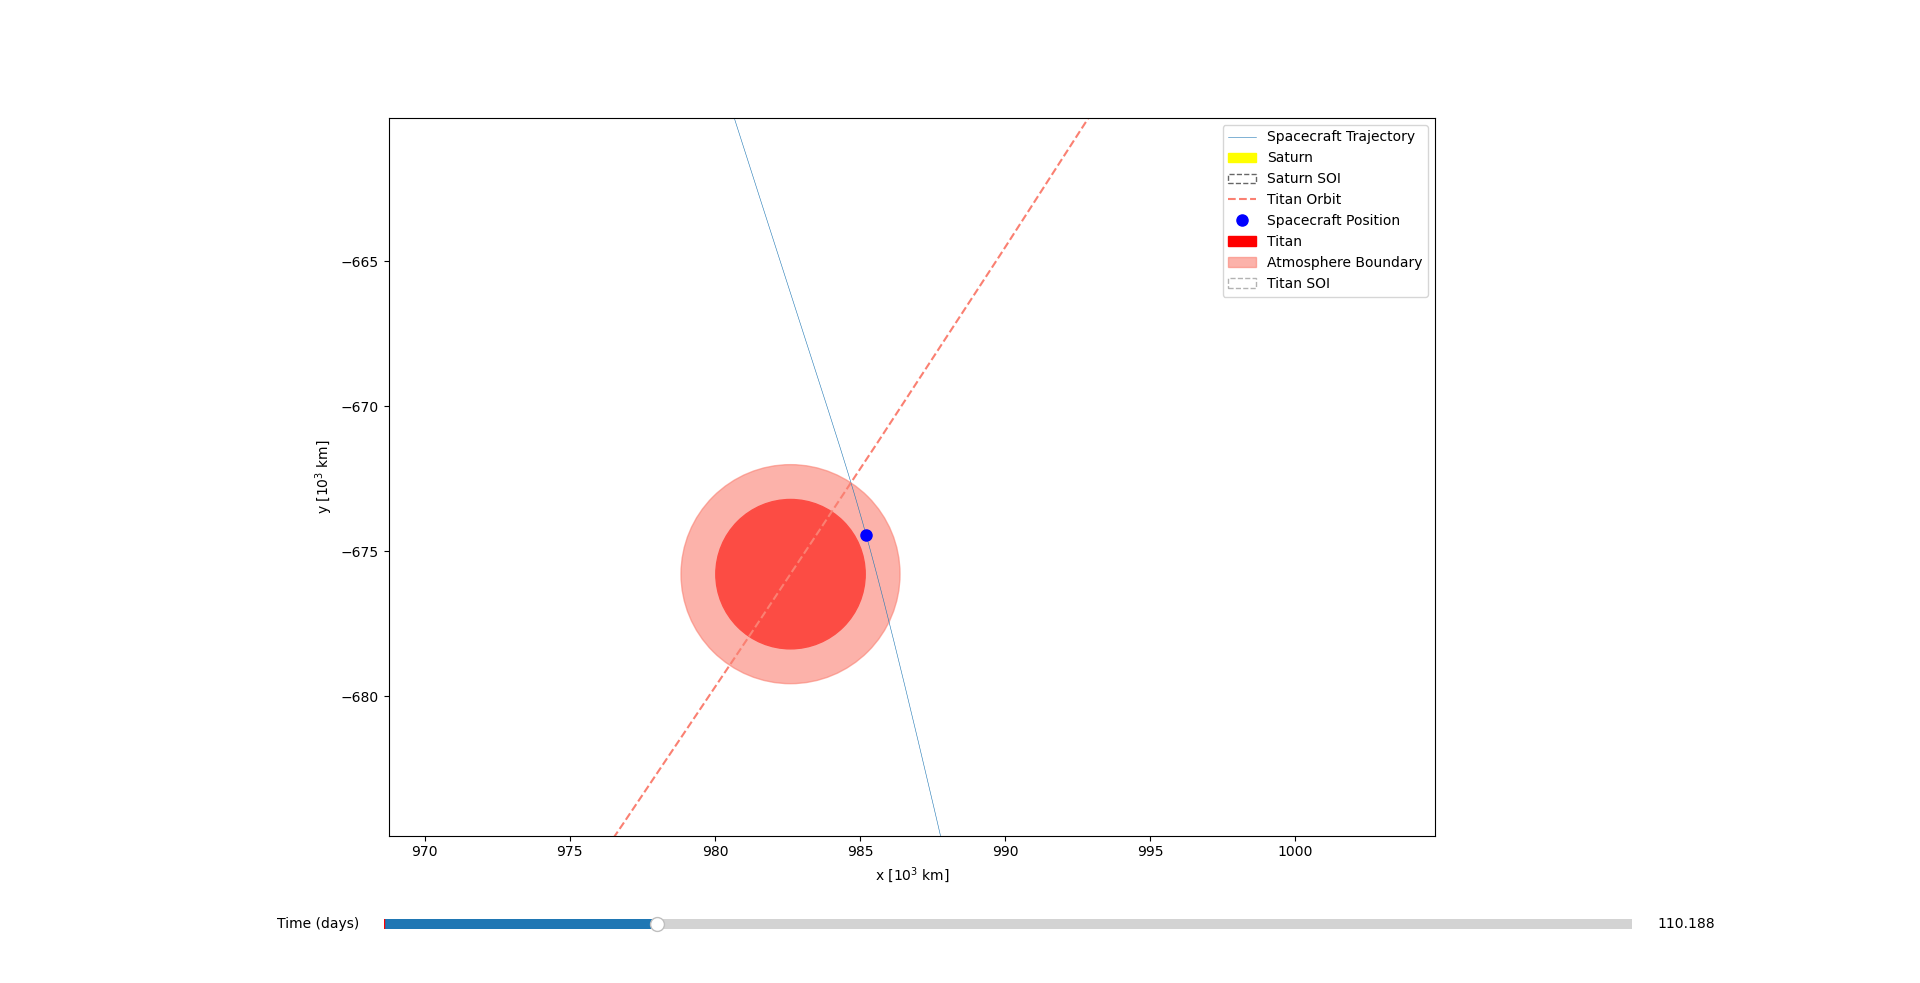 Spacecraft Trajectory
Saturn
Saturn SOI
Titan Orbit
Spacecraft Position
Titan
Atmosphere Boundary
Titan SOI
−665
−670
−675
−680
y [10³ km]
970 975 980 985 990 995 1000
x [10³ km]
Time (days) 110.188